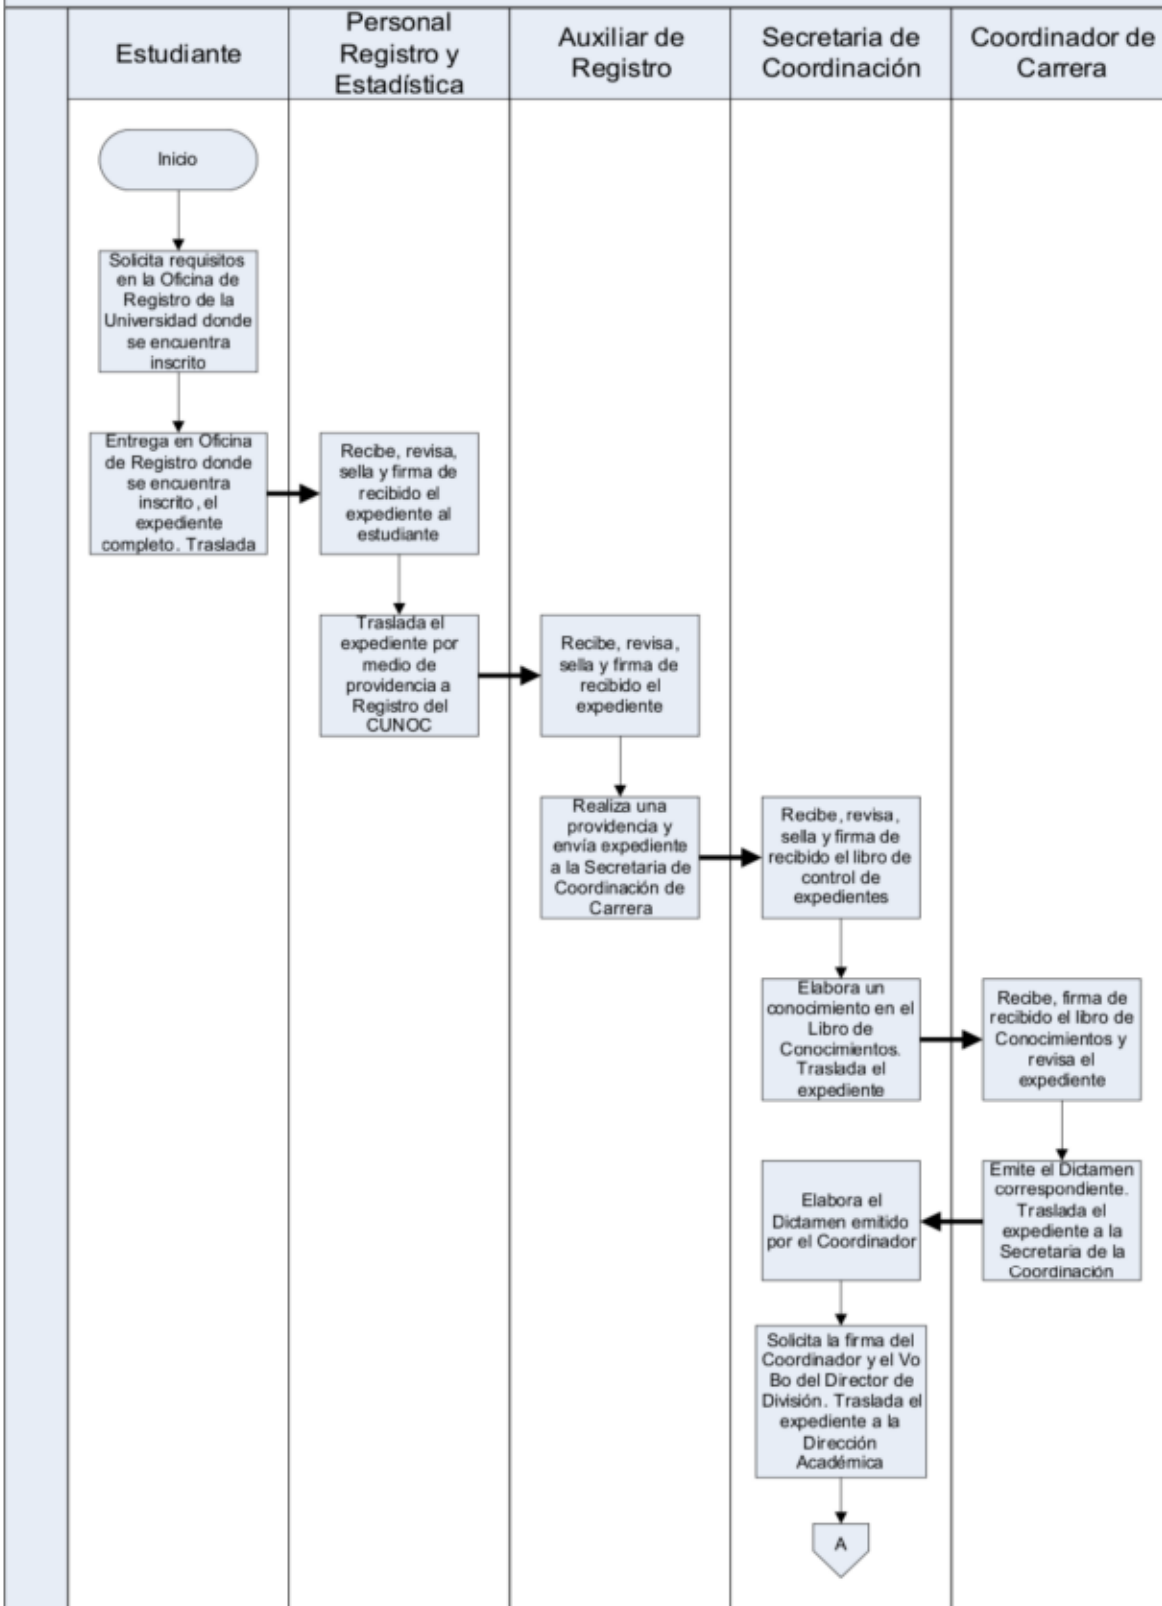 Estudiante
Personal
Registro y
Estadística
Auxiliar de
Registro
Secretaria de
Coordinación
Coordinador de
Carrera
Inicio
Solicita requisitos
en la Oficina de
Registro de la
Universidad donde
se encuentra
inscrito
Entrega en Oficina
de Registro donde
se encuentra
inscrito, el
expediente
completo. Traslada
Recibe, revisa,
sella y firma de
recibido el
expediente al
estudiante
Traslada el
expediente por
medio de
providencia a
Registro del
CUNOC
Recibe, revisa,
sella y firma de
recibido el
expediente
Realiza una
providencia y
envía expediente
a la Secretaria de
Coordinación de
Carrera
Recibe, revisa,
sella y firma de
recibido el libro de
control de
expedientes
Elabora un
conocimiento en el
Libro de
Conocimientos.
Traslada el
expediente
Recibe, firma de
recibido el libro de
Conocimientos y
revisa el
expediente
Emite el Dictamen
correspondiente.
Traslada el
expediente a la
Secretaria de la
Coordinación
Elabora el
Dictamen emitido
por el Coordinador
Solicita la firma del
Coordinador y el Vo
Bo del Director de
División. Traslada el
expediente a la
Dirección
Académica
A